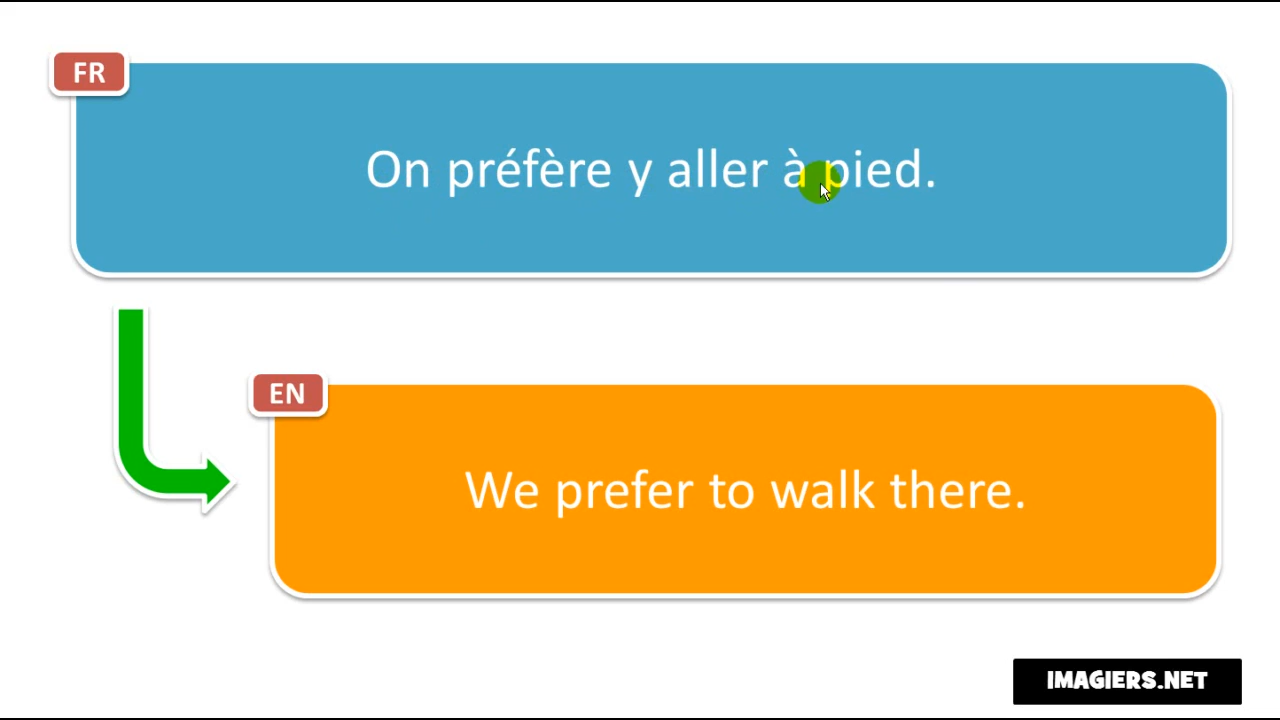 FR
On préfère y aller à pied.
EN
We prefer to walk there.
IMAGIERS.NET